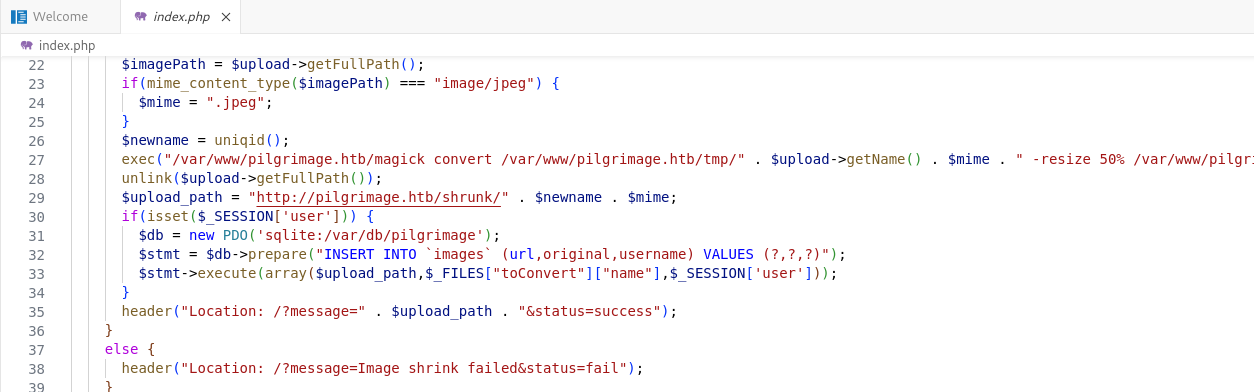 Welcome index.php ×
index.php
22 $imagePath = $upload->getFullPath();
23 if(mime_content_type($imagePath) === "image/jpeg") {
24 $mime = ".jpeg";
25 }
26 $newname = uniqid();
27 exec("/var/www/pilgrimage.htb/magick convert /var/www/pilgrimage.htb/tmp/" . $upload->getName() . $mime . " -resize 50% /var/www/pilgri
28 unlink($upload->getFullPath());
29 $upload_path = "http://pilgrimage.htb/shrunk/" . $newname . $mime;
30 if(isset($_SESSION['user'])) {
31 $db = new PDO('sqlite:/var/db/pilgrimage');
32 $stmt = $db->prepare("INSERT INTO `images` (url,original,username) VALUES (?,?,?)");
33 $stmt->execute(array($upload_path,$_FILES["toConvert"]["name"],$_SESSION['user']));
34 }
35 header("Location: /?message=" . $upload_path . "&status=success");
36 }
37 else {
38 header("Location: /?message=Image shrink failed&status=fail");
39 }